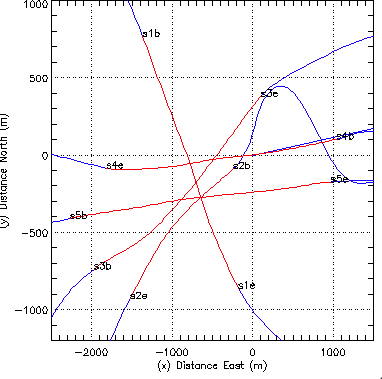 1000
s1b
500
s3e
s4b
0
s4e
s2b
s5e
s5b
-500
s3b
s1e
s2e
-1000
-2000 -1000 0 1000
(x) Distance East (m)
(y) Distance North (m)